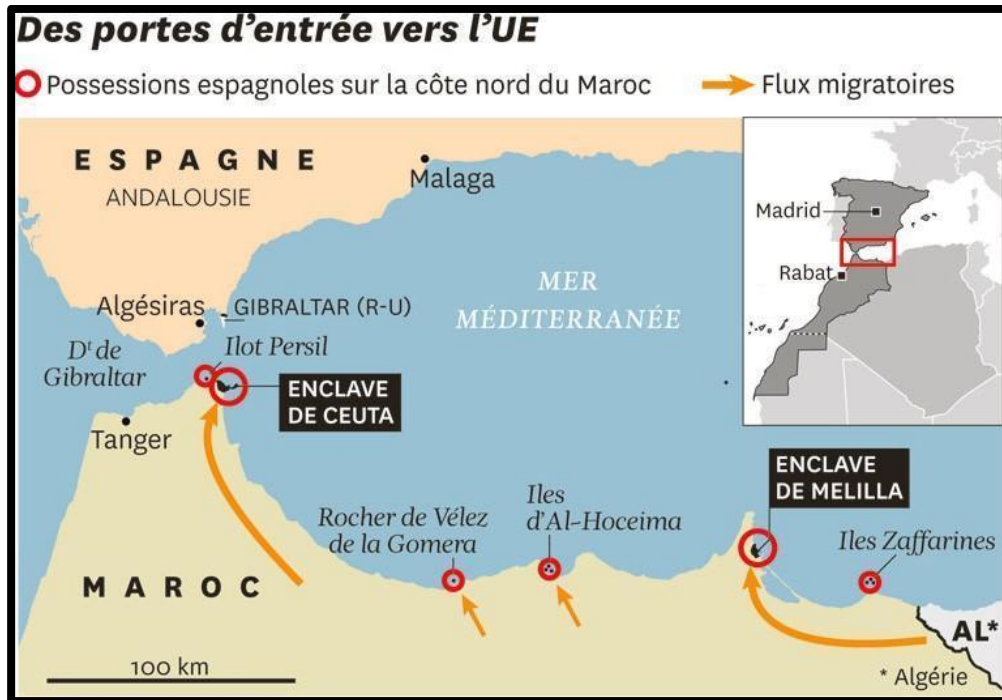 Des portes d'entrée vers l'UE
Possessions espagnoles sur la côte nord du Maroc
Flux migratoires
ESPAGNE
ANDALOUSIE
Malaga
Madrid
Rabat
Algésiras
GIBRALTAR (R-U)
MER
MÉDITERRANÉE
Dt de
Gibraltar
Ilot Persil
ENCLAVE
DE CEUTA
Tanger
ENCLAVE
DE MELILLA
Rocher de Vélez
de la Gomera
Iles
d'Al-Hoceima
Iles Zaffarines
MAROC
AL*
100 km
* Algérie